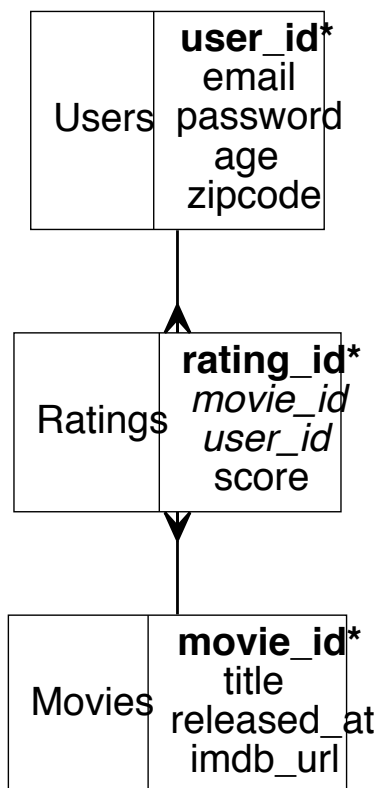 Users
user_id*
email
password
age
zipcode
Ratings
rating_id*
movie_id
user_id
score
Movies
movie_id*
title
released_at
imdb_url